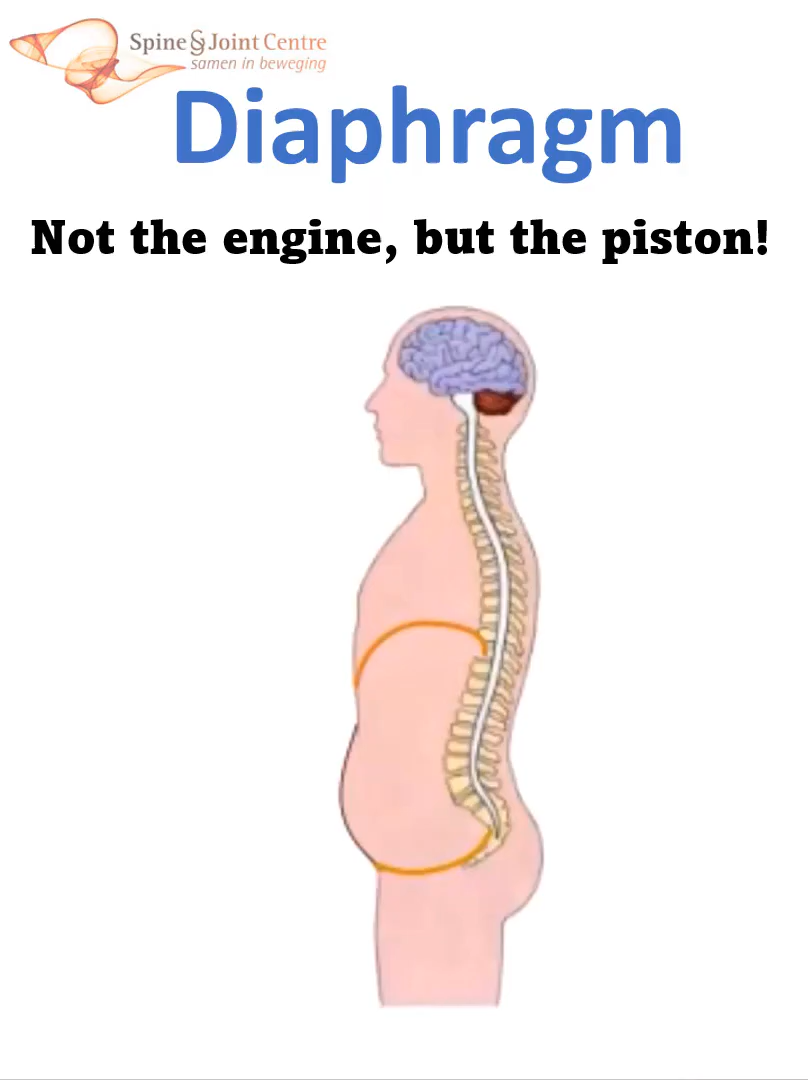 Spine & Joint Centre
samen in beweging
Diaphragm
Not the engine, but the piston!